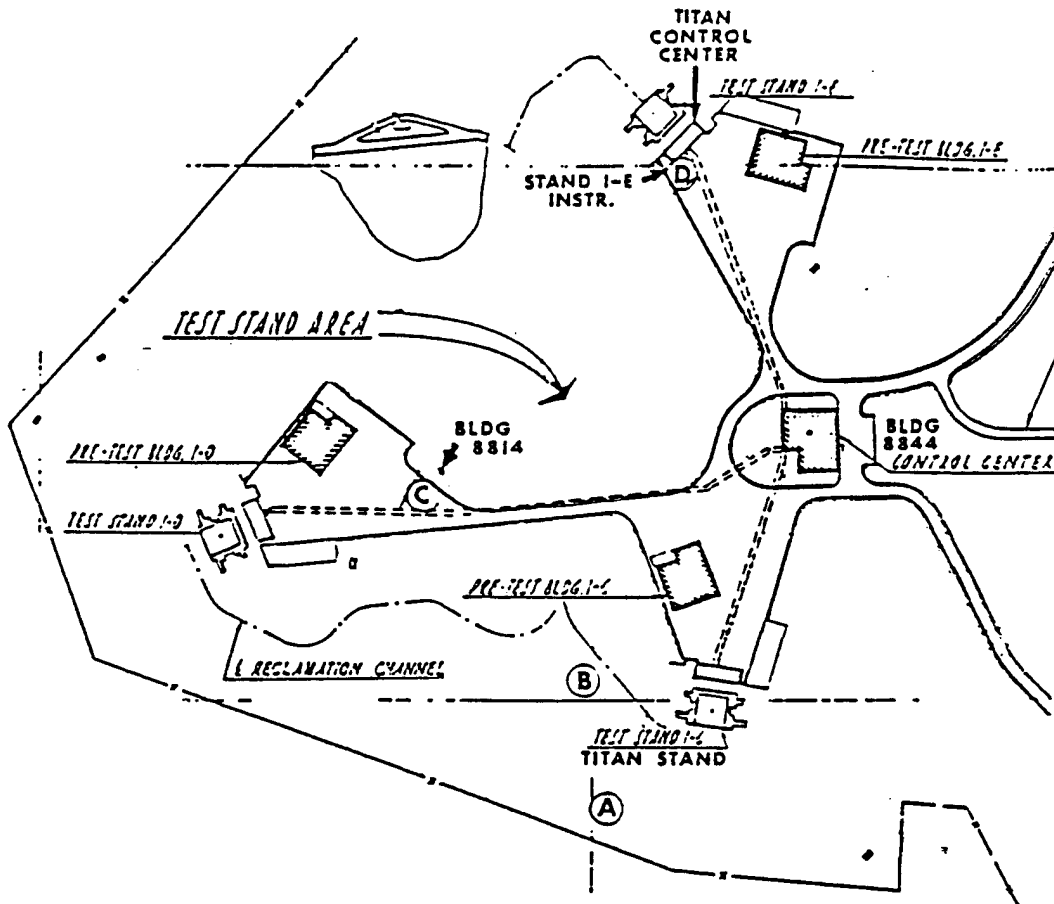 TITAN
CONTROL
CENTER
TEST STAND 1-E
PRE-TEST BLDG. 1-E
STAND I-E
INSTR.
D
TEST STAND AREA
BLDG
8814
PRE-TEST BLDG. 1-D
C
TEST STAND 1-D
BLDG
8844
CONTROL CENTER
PRE-TEST BLDG. 1-C
RECLAMATION CHANNEL
B
TEST STAND 1-C
TITAN STAND
A